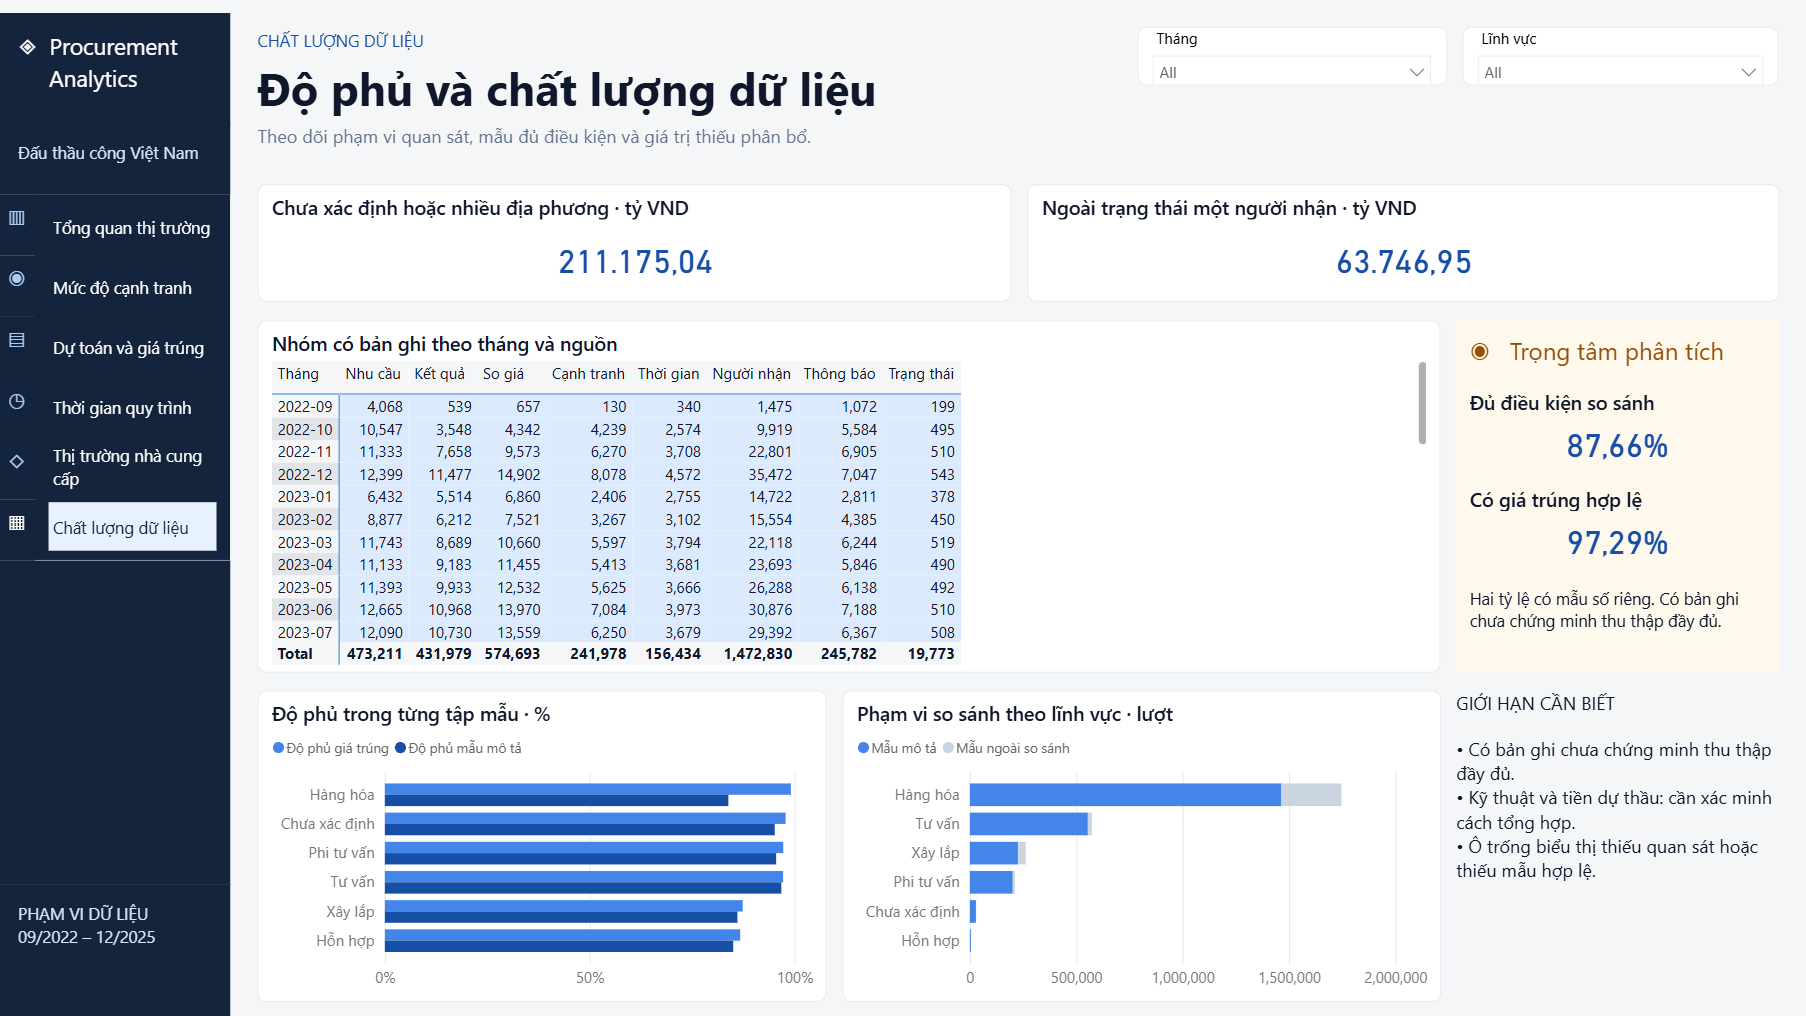 Procurement
Analytics
Đấu thầu công Việt Nam
Tổng quan thị trường
Mức độ cạnh tranh
Dự toán và giá trúng
Thời gian quy trình
Thị trường nhà cung
cấp
Chất lượng dữ liệu
PHẠM VI DỮ LIỆU
09/2022 – 12/2025
CHẤT LƯỢNG DỮ LIỆU
Độ phủ và chất lượng dữ liệu
Theo dõi phạm vi quan sát, mẫu đủ điều kiện và giá trị thiếu phân bổ.
Tháng
All
Lĩnh vực
All
Chưa xác định hoặc nhiều địa phương · tỷ VND
211.175,04
Ngoài trạng thái một người nhận · tỷ VND
63.746,95
Nhóm có bản ghi theo tháng và nguồn
Tháng Nhu cầu Kết quả So giá Cạnh tranh Thời gian Người nhận Thông báo Trạng thái
2022-09 4,068 539 657 130 340 1,475 1,072 199
2022-10 10,547 3,548 4,342 4,239 2,574 9,919 5,584 495
2022-11 11,333 7,658 9,573 6,270 3,708 22,801 6,905 510
2022-12 12,399 11,477 14,902 8,078 4,572 35,472 7,047 543
2023-01 6,432 5,514 6,860 2,406 2,755 14,722 2,811 378
2023-02 8,877 6,212 7,521 3,267 3,102 15,554 4,385 450
2023-03 11,743 8,689 10,660 5,597 3,794 22,118 6,244 519
2023-04 11,133 9,183 11,455 5,413 3,681 23,693 5,846 490
2023-05 11,393 9,933 12,532 5,625 3,666 26,288 6,138 492
2023-06 12,665 10,968 13,970 7,084 3,973 30,876 7,188 510
2023-07 12,090 10,730 13,559 6,250 3,679 29,392 6,367 508
Total 473,211 431,979 574,693 241,978 156,434 1,472,830 245,782 19,773
Trọng tâm phân tích
Đủ điều kiện so sánh
87,66%
Có giá trúng hợp lệ
97,29%
Hai tỷ lệ có mẫu số riêng. Có bản ghi
chưa chứng minh thu thập đầy đủ.
Độ phủ trong từng tập mẫu · %
Độ phủ giá trúng Độ phủ mẫu mô tả
Hàng hóa
Chưa xác định
Phi tư vấn
Tư vấn
Xây lắp
Hỗn hợp
0% 50% 100%
Phạm vi so sánh theo lĩnh vực · lượt
Mẫu mô tả Mẫu ngoài so sánh
Hàng hóa
Tư vấn
Xây lắp
Phi tư vấn
Chưa xác định
Hỗn hợp
0 500,000 1,000,000 1,500,000 2,000,000
GIỚI HẠN CẦN BIẾT
• Có bản ghi chưa chứng minh thu thập
đầy đủ.
• Kỹ thuật và tiền dự thầu: cần xác minh
cách tổng hợp.
• Ô trống biểu thị thiếu quan sát hoặc
thiếu mẫu hợp lệ.